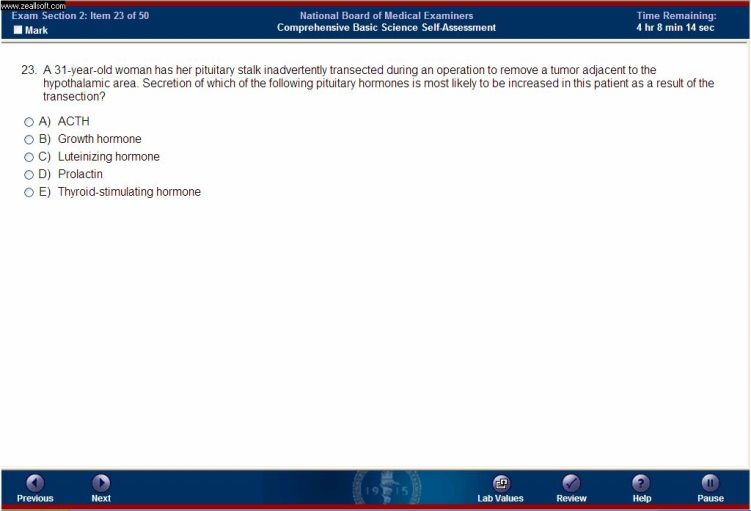 www.zeallsoft.com
Exam Section 2: Item 23 of 50
National Board of Medical Examiners
Time Remaining:
Mark
Comprehensive Basic Science Self-Assessment
4 hr 8 min 14 sec
23. A 31-year-old woman has her pituitary stalk inadvertently transected during an operation to remove a tumor adjacent to the
hypothalamic area. Secretion of which of the following pituitary hormones is most likely to be increased in this patient as a result of the
transection?
A) ACTH
B) Growth hormone
C) Luteinizing hormone
D) Prolactin
E) Thyroid-stimulating hormone
1915
Previous
Next
Lab Values
Review
Help
Pause